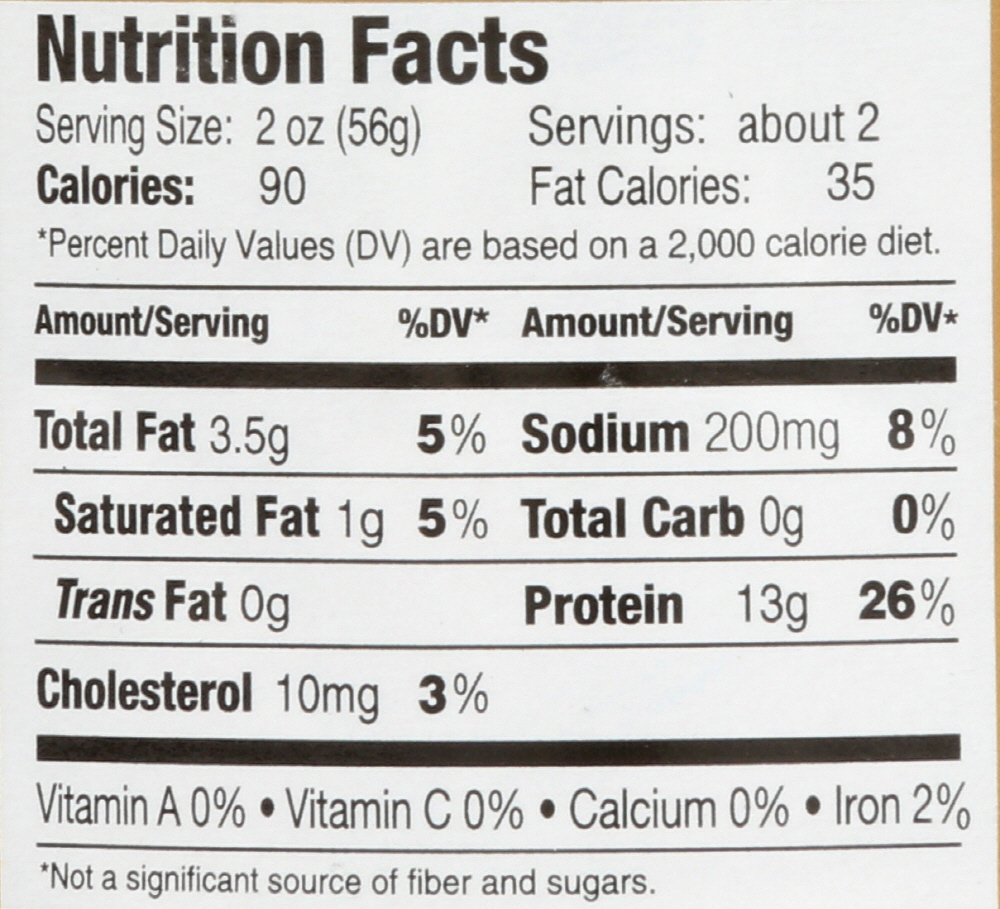 Nutrition Facts
Serving Size: 2 oz (56g) Servings: about 2
Calories: 90 Fat Calories: 35
*Percent Daily Values (DV) are based on a 2,000 calorie diet.
Amount/Serving %DV* Amount/Serving %DV*
Total Fat 3.5g 5% Sodium 200mg 8%
Saturated Fat 1g 5% Total Carb 0g 0%
Trans Fat 0g Protein 13g 26%
Cholesterol 10mg 3%
Vitamin A 0% • Vitamin C 0% • Calcium 0% • Iron 2%
*Not a significant source of fiber and sugars.